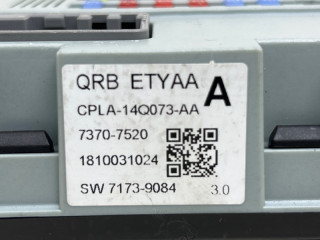 QRB ETYAA A
CPLA-14Q073-AA
7370-7520
1810031024
SW 7173-9084 3.0